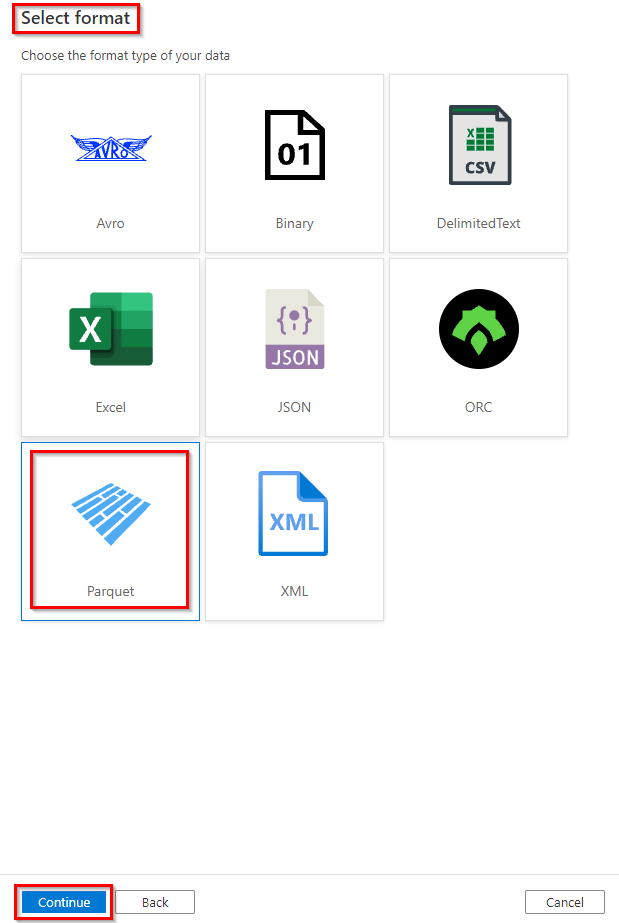 Select format
Choose the format type of your data
AVRO
01
X
CSV
Avro
Binary
DelimitedText
X
{ }
JSON
Excel
JSON
ORC
XML
Parquet
XML
Continue
Back
Cancel